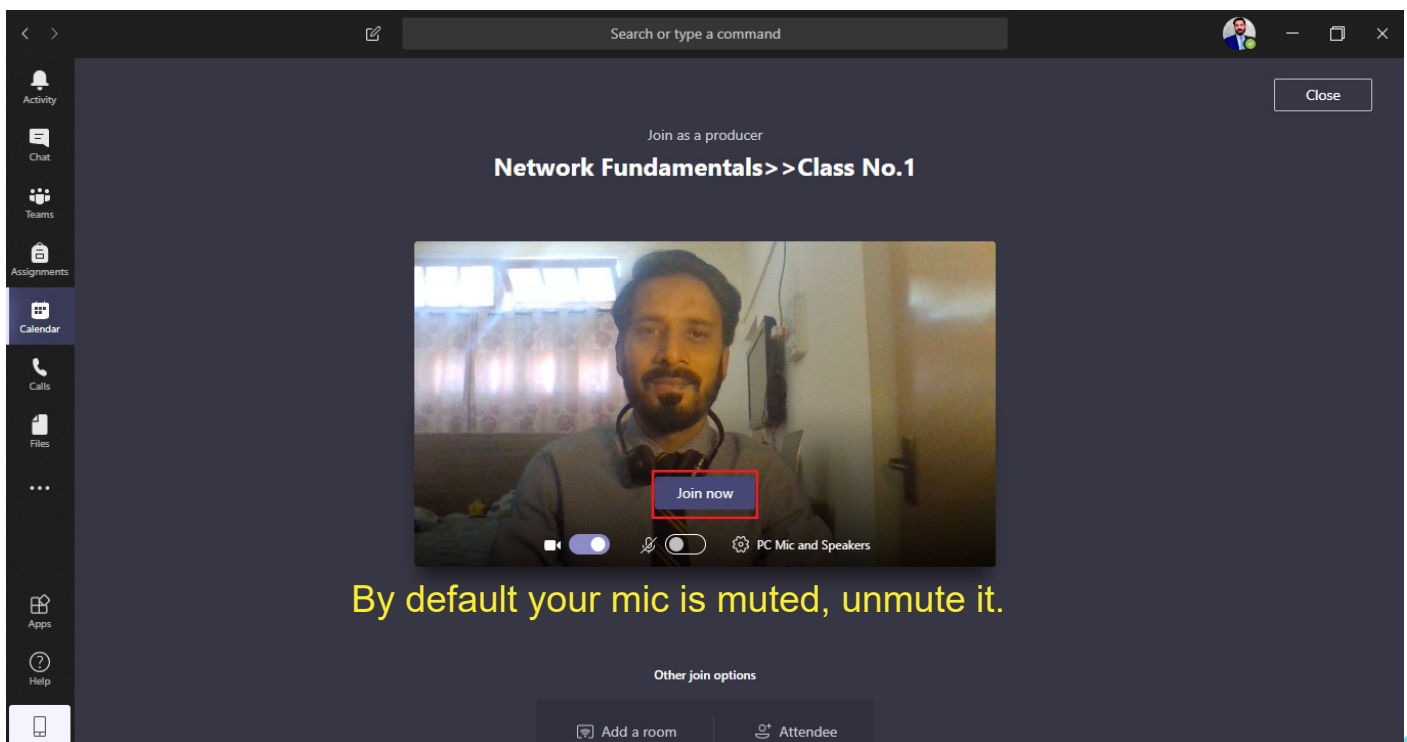 Search or type a command
Activity
Chat
Teams
Assignments
Calendar
Calls
Files
Apps
Help
Close
Join as a producer
Network Fundamentals>>Class No.1
Join now
PC Mic and Speakers
By default your mic is muted, unmute it.
Other join options
Add a room
Attendee